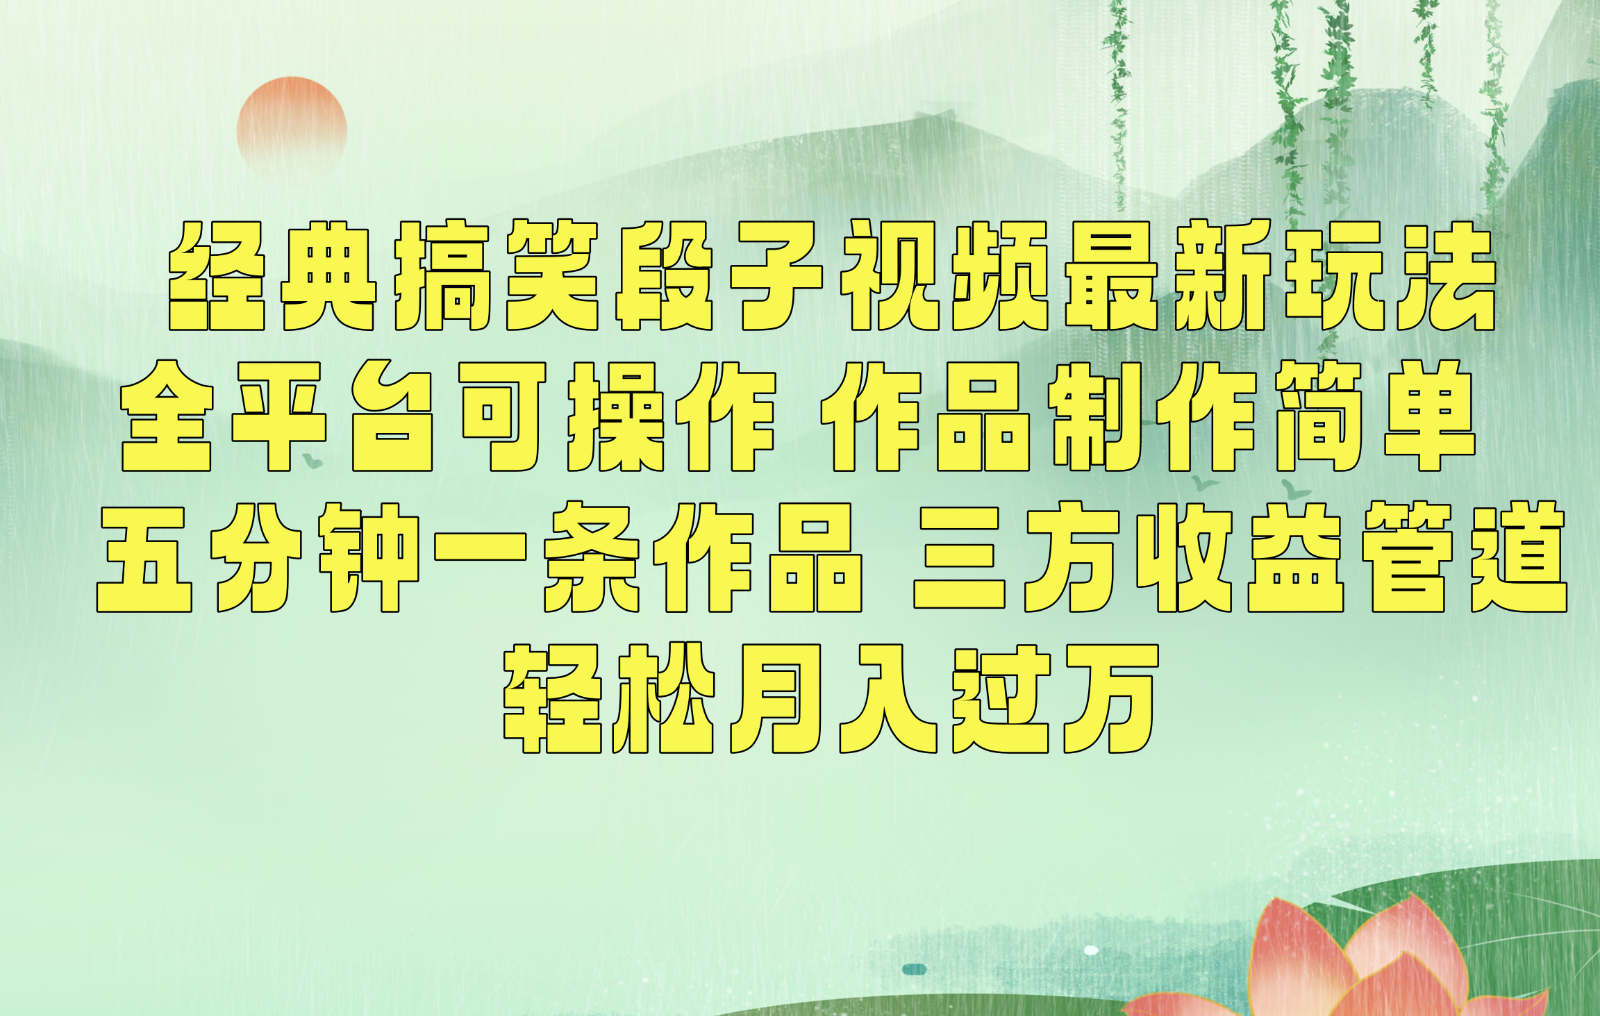 经典搞笑段子视频最新玩法
全平台可操作 作品制作简单
五分钟一条作品 三方收益管道
轻松月入过万